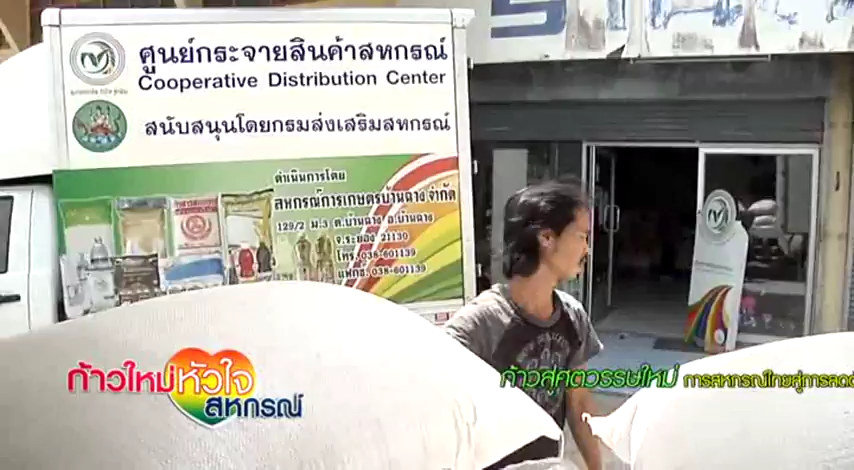 ศูนย์กระจายสินค้าสหกรณ์
Cooperative Distribution Center
สนับสนุนโดยกรมส่งเสริมสหกรณ์
ดำเนินการโดย
สหกรณ์การเกษตรบ้านฉาง จำกัด
129/2 ม.3 ต.บ้านฉาง อ.บ้านฉาง
จ.ระยอง 21130
โทร.038-601139
แฟกซ์.038-601139
ก้าวใหม่หัวใจ
สหกรณ์
ก้าวสู่ศตวรรษใหม่ การสหกรณ์ไทยสู่การลด